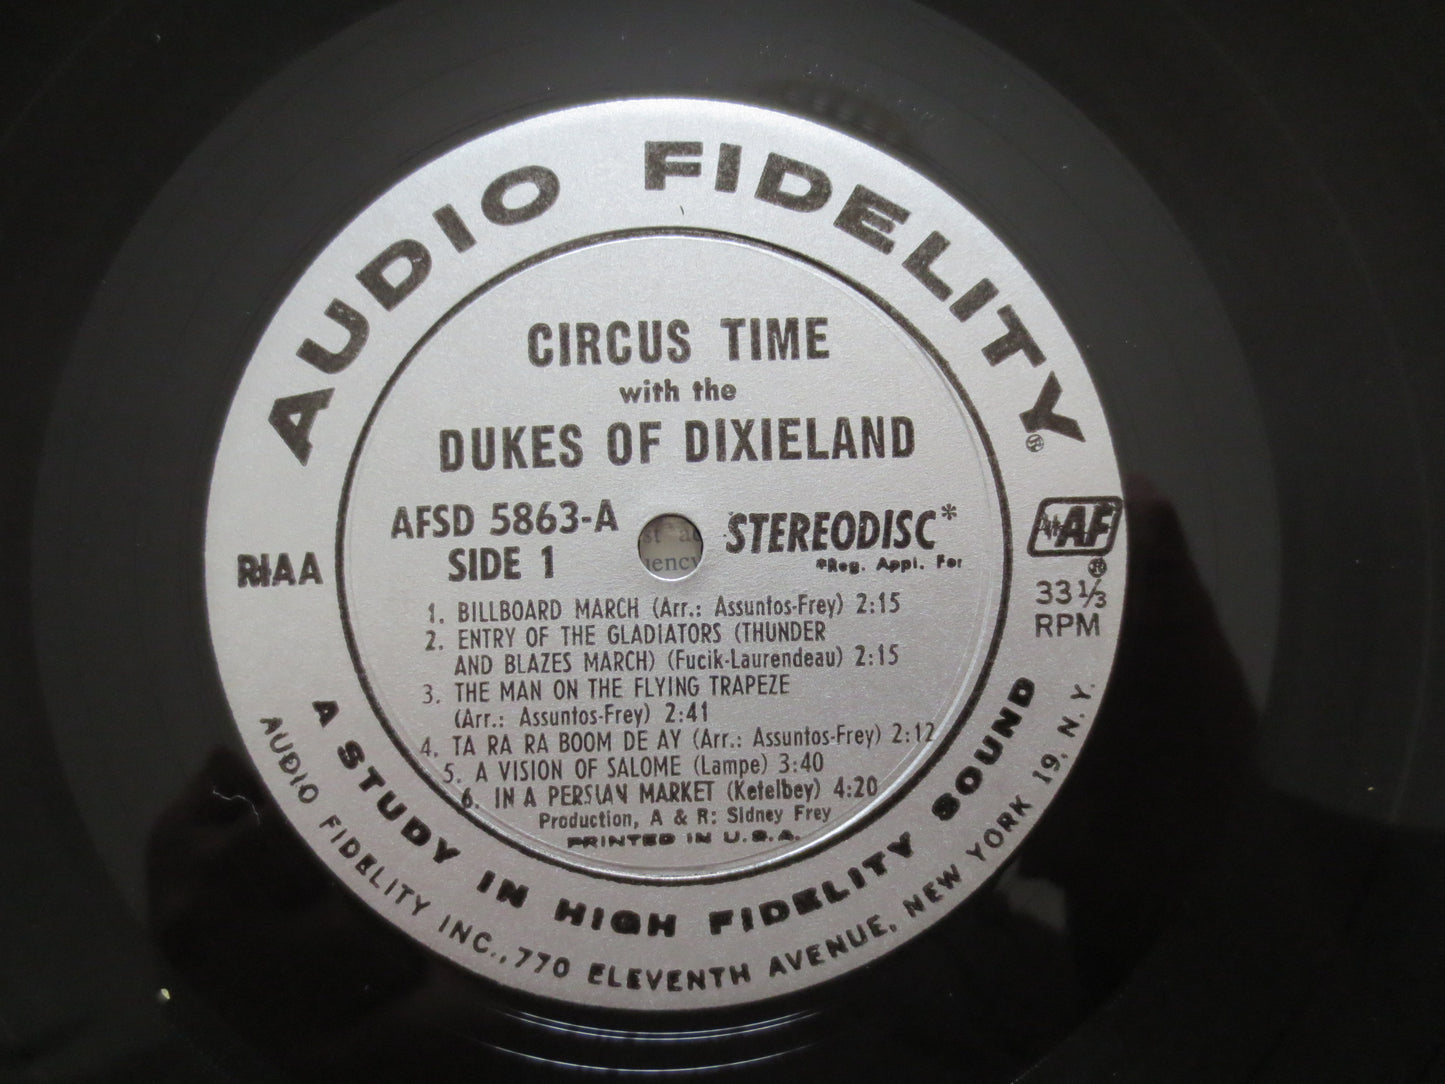 AUDIO FIDELITY®
CIRCUS TIME
with the
DUKES OF DIXIELAND
AFSD 5863-A
SIDE 1
STEREODISC*
*Reg. Appl. For
RIAA
AF
®
33 1/3
RPM
1. BILLBOARD MARCH (Arr.: Assuntos-Frey) 2:15
2. ENTRY OF THE GLADIATORS (THUNDER
AND BLAZES MARCH) (Fucik-Laurendeau) 2:15
3. THE MAN ON THE FLYING TRAPEZE
(Arr.: Assuntos-Frey) 2:41
4. TA RA RA BOOM DE AY (Arr.: Assuntos-Frey) 2:12
5. A VISION OF SALOME (Lampe) 3:40
6. IN A PERSIAN MARKET (Ketelbey) 4:20
Production, A & R: Sidney Frey
PRINTED IN U.S.A.
A STUDY IN HIGH FIDELITY SOUND
AUDIO FIDELITY INC., 770 ELEVENTH AVENUE, NEW YORK 19, N.Y.